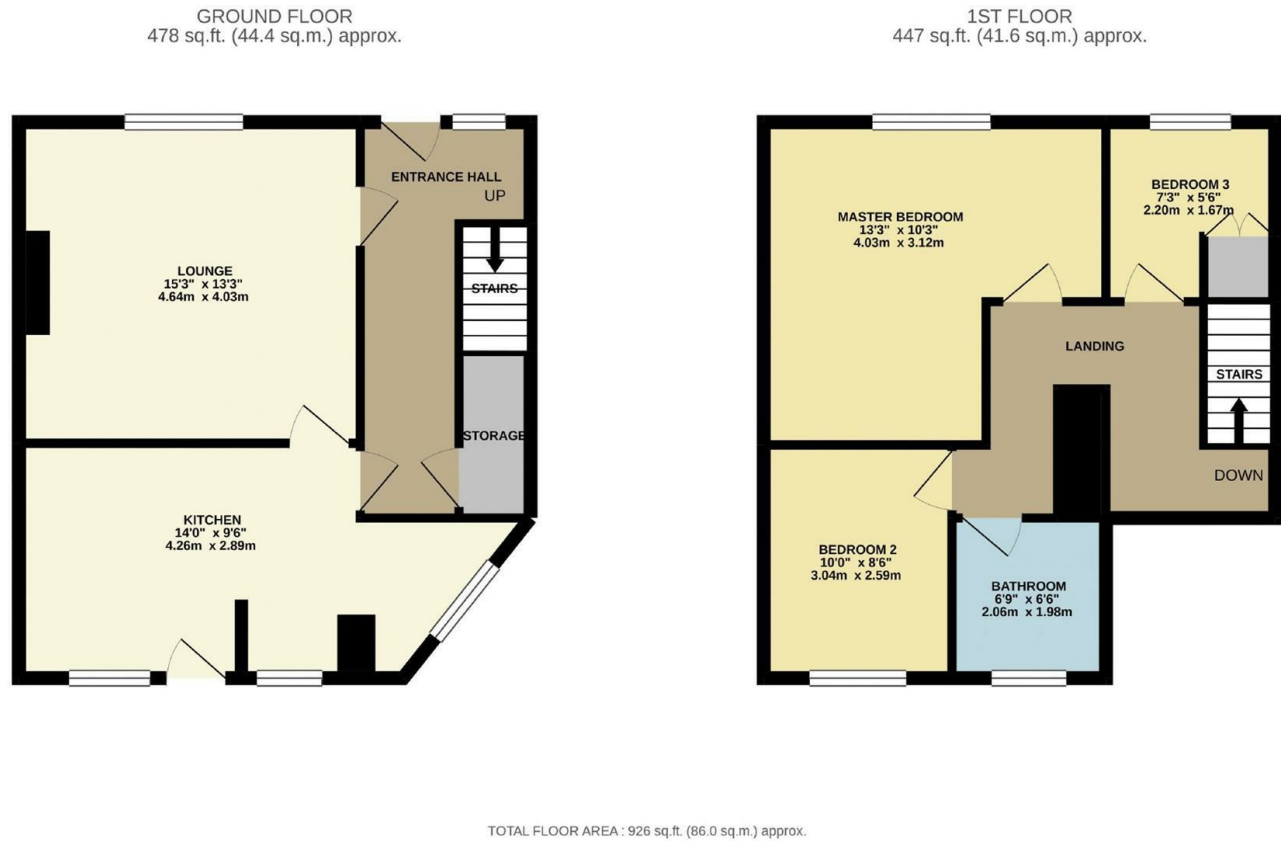 GROUND FLOOR
478 sq.ft. (44.4 sq.m.) approx.
ENTRANCE HALL
UP
LOUNGE
15'3" x 13'3"
4.64m x 4.03m
STAIRS
STORAGE
KITCHEN
14'0" x 9'6"
4.26m x 2.89m
1ST FLOOR
447 sq.ft. (41.6 sq.m.) approx.
MASTER BEDROOM
13'3" x 10'3"
4.03m x 3.12m
BEDROOM 3
7'3" x 5'6"
2.20m x 1.67m
LANDING
STAIRS
DOWN
BEDROOM 2
10'0" x 8'6"
3.04m x 2.59m
BATHROOM
6'9" x 6'6"
2.06m x 1.98m
TOTAL FLOOR AREA : 926 sq.ft. (86.0 sq.m.) approx.